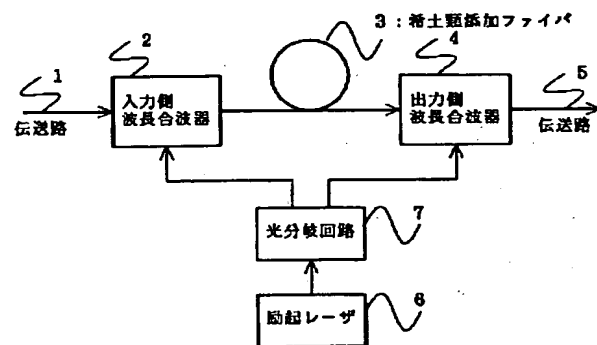 3：希土類添加ファイバ
1
2
4
5
入力側
波長合波器
出力側
波長合波器
伝送路
伝送路
光分岐回路
7
励起レーザ
6